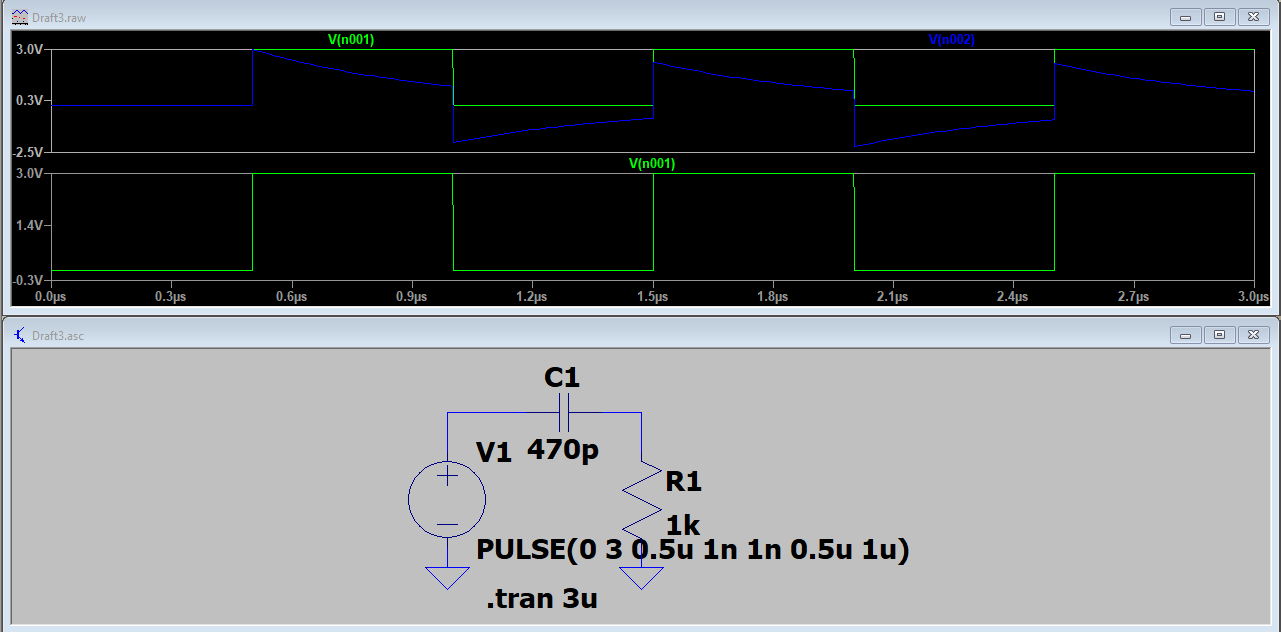 Draft3.raw
V(n001) V(n002)
3.0V
0.3V
-2.5V
V(n001)
3.0V
1.4V
-0.3V
0.0µs 0.3µs 0.6µs 0.9µs 1.2µs 1.5µs 1.8µs 2.1µs 2.4µs 2.7µs 3.0µs
Draft3.asc
C1
V1 470p
R1
1k
PULSE(0 3 0.5u 1n 1n 0.5u 1u)
.tran 3u